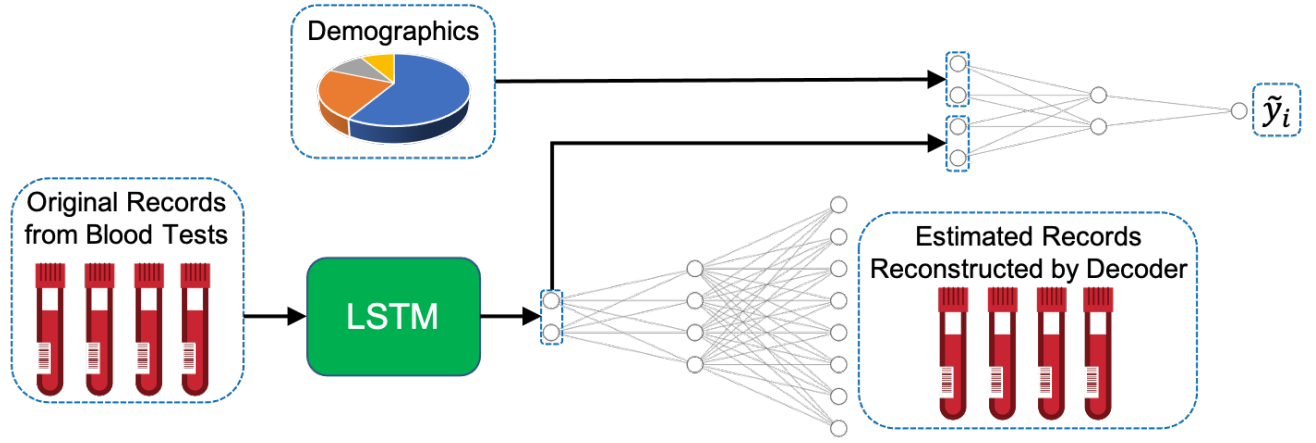 Demographics
ỹᵢ
Original Records
from Blood Tests
LSTM
Estimated Records
Reconstructed by Decoder